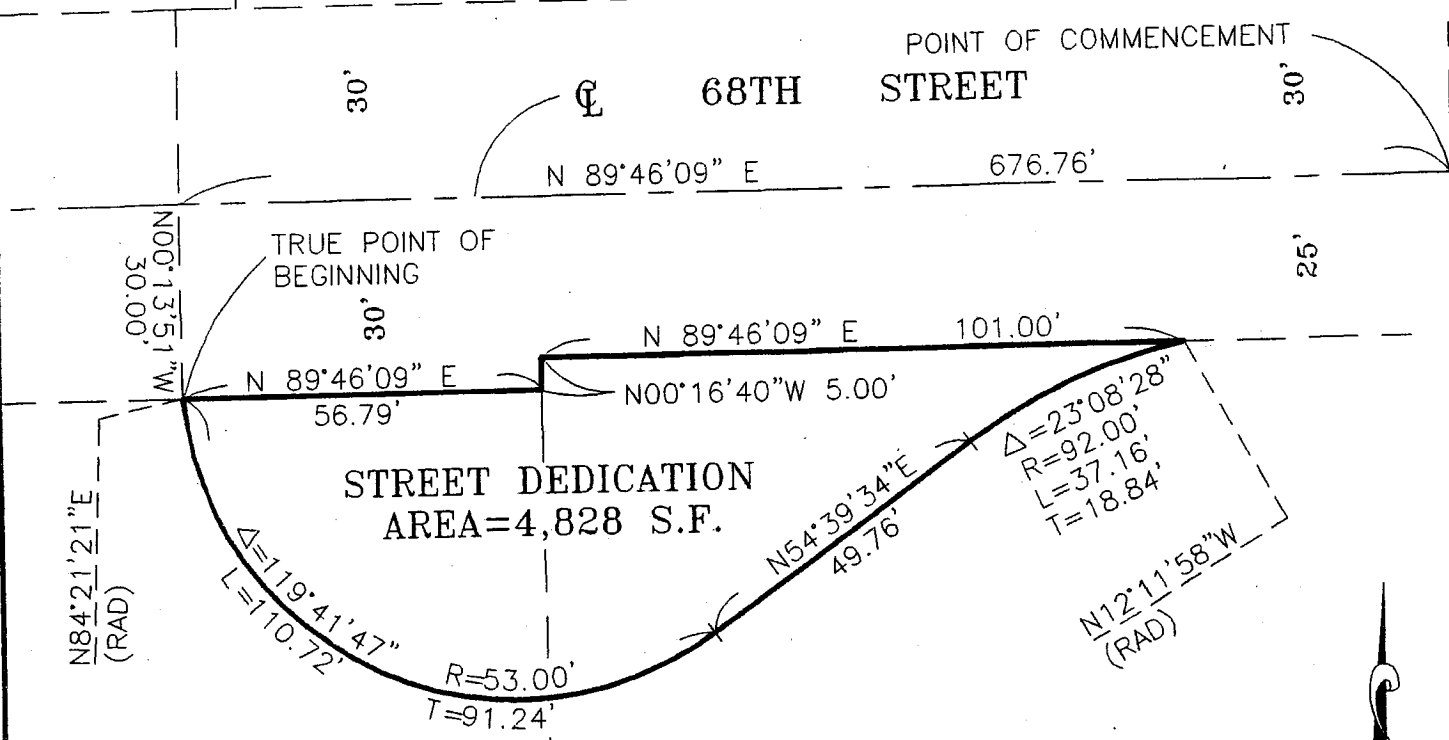 POINT OF COMMENCEMENT
30'
℄ 68TH STREET
30'
N 89°46'09" E 676.76'
N00°13'51"W
30.00'
TRUE POINT OF
BEGINNING
30'
25'
N 89°46'09" E 101.00'
N 89°46'09" E
56.79'
N00°16'40"W 5.00'
STREET DEDICATION
AREA=4,828 S.F.
Δ=23°08'28"
R=92.00'
L=37.16'
T=18.84'
N54°39'34"E
49.76'
N84°21'21"E
(RAD)
Δ=119°41'47"
L=110.72'
R=53.00'
T=91.24'
N12°11'58"W
(RAD)